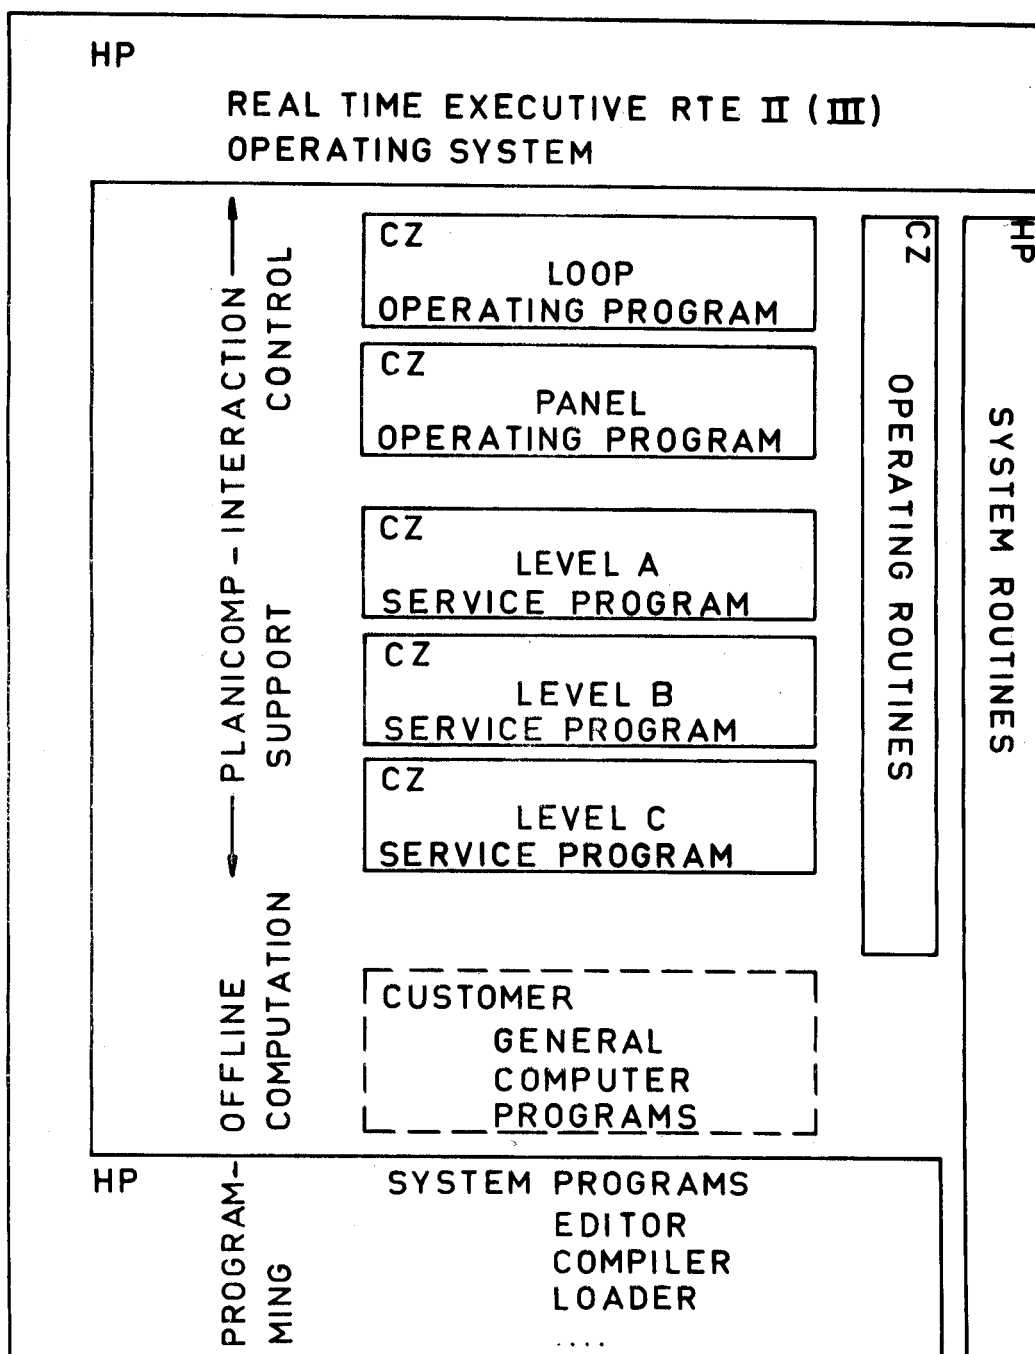 HP
REAL TIME EXECUTIVE RTE II (III)
OPERATING SYSTEM
PLANICOMP - INTERACTION
CONTROL
SUPPORT
CZ
LOOP
OPERATING PROGRAM
CZ
PANEL
OPERATING PROGRAM
CZ
LEVEL A
SERVICE PROGRAM
CZ
LEVEL B
SERVICE PROGRAM
CZ
LEVEL C
SERVICE PROGRAM
CZ
OPERATING ROUTINES
HP
SYSTEM ROUTINES
OFFLINE
COMPUTATION
CUSTOMER
GENERAL
COMPUTER
PROGRAMS
HP
PROGRAM-
MING
SYSTEM PROGRAMS
EDITOR
COMPILER
LOADER
....